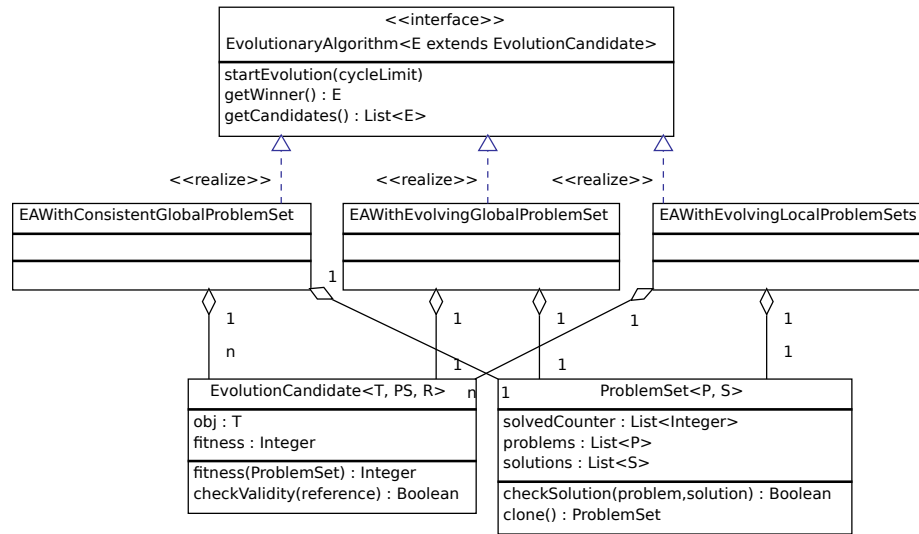 <<interface>>
EvolutionaryAlgorithm<E extends EvolutionCandidate>
startEvolution(cycleLimit)
getWinner() : E
getCandidates() : List<E>
<<realize>>
<<realize>>
<<realize>>
EAWithConsistentGlobalProblemSet
EAWithEvolvingGlobalProblemSet
EAWithEvolvingLocalProblemSets
1
1
1
1
1
1
n
1
1
1
EvolutionCandidate<T, PS, R>
n
1
ProblemSet<P, S>
obj : T
fitness : Integer
fitness(ProblemSet) : Integer
checkValidity(reference) : Boolean
solvedCounter : List<Integer>
problems : List<P>
solutions : List<S>
checkSolution(problem,solution) : Boolean
clone() : ProblemSet